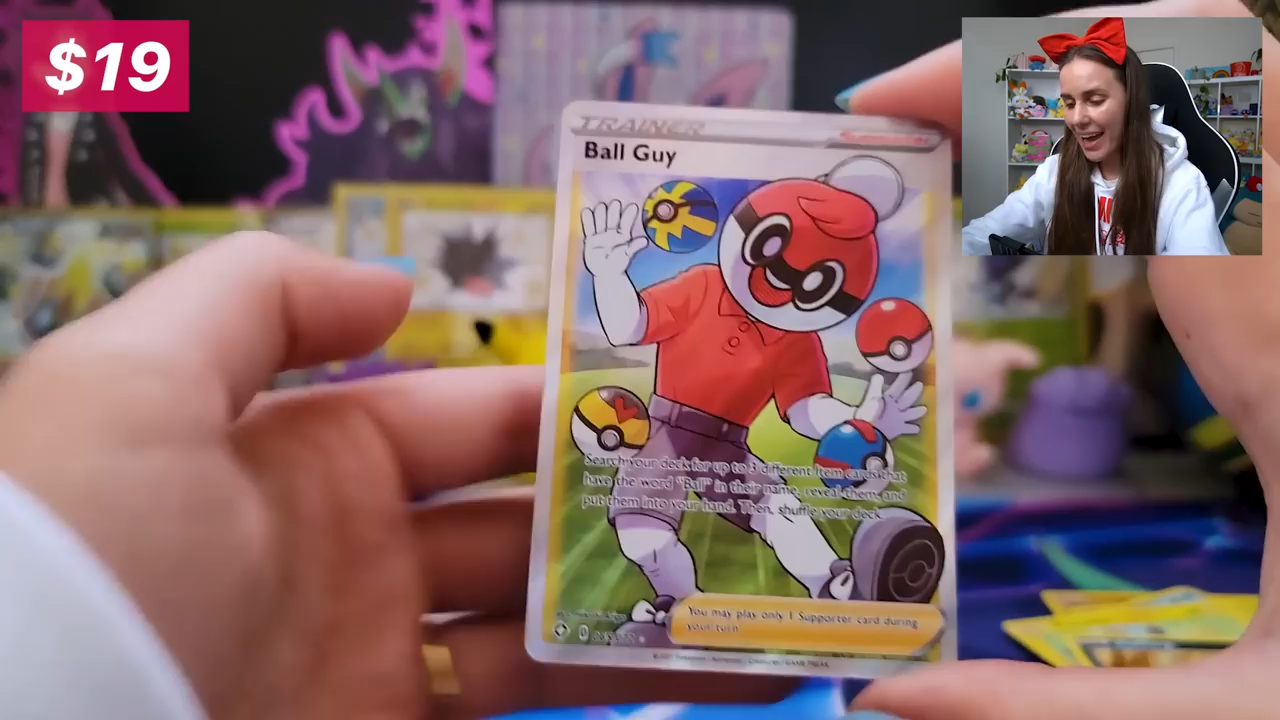 $19
TRAINER
Supporter
Ball Guy
Search your deck for up to 3 different Item cards that
have the word "Ball" in their name, reveal them, and
put them into your hand. Then, shuffle your deck.
You may play only 1 Supporter card during
your turn.